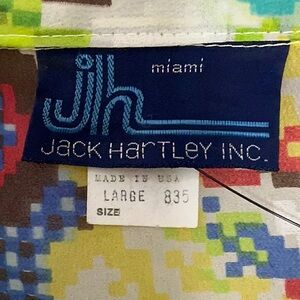 miami
jh
Jack Hartley Inc.
MADE IN USA
LARGE 835
SIZE